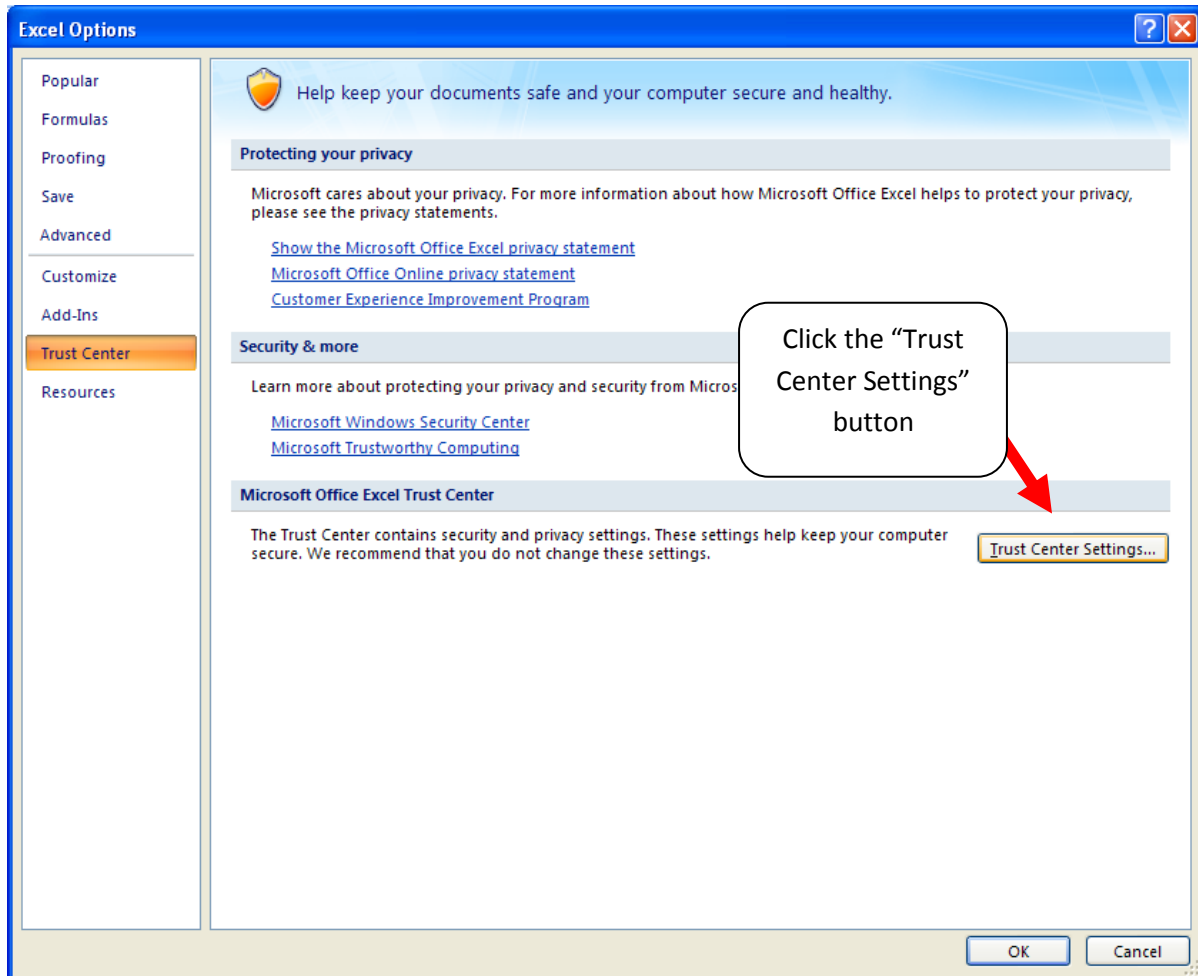 Excel Options
Popular
Formulas
Proofing
Save
Advanced
Customize
Add-Ins
Trust Center
Resources
Help keep your documents safe and your computer secure and healthy.
Protecting your privacy
Microsoft cares about your privacy. For more information about how Microsoft Office Excel helps to protect your privacy,
please see the privacy statements.
Show the Microsoft Office Excel privacy statement
Microsoft Office Online privacy statement
Customer Experience Improvement Program
Security & more
Learn more about protecting your privacy and security from
Microsoft Windows Security Center
Microsoft Trustworthy Computing
Click the “Trust
Center Settings”
button
Microsoft Office Excel Trust Center
The Trust Center contains security and privacy settings. These settings help keep your computer
secure. We recommend that you do not change these settings.
Trust Center Settings...
OK
Cancel